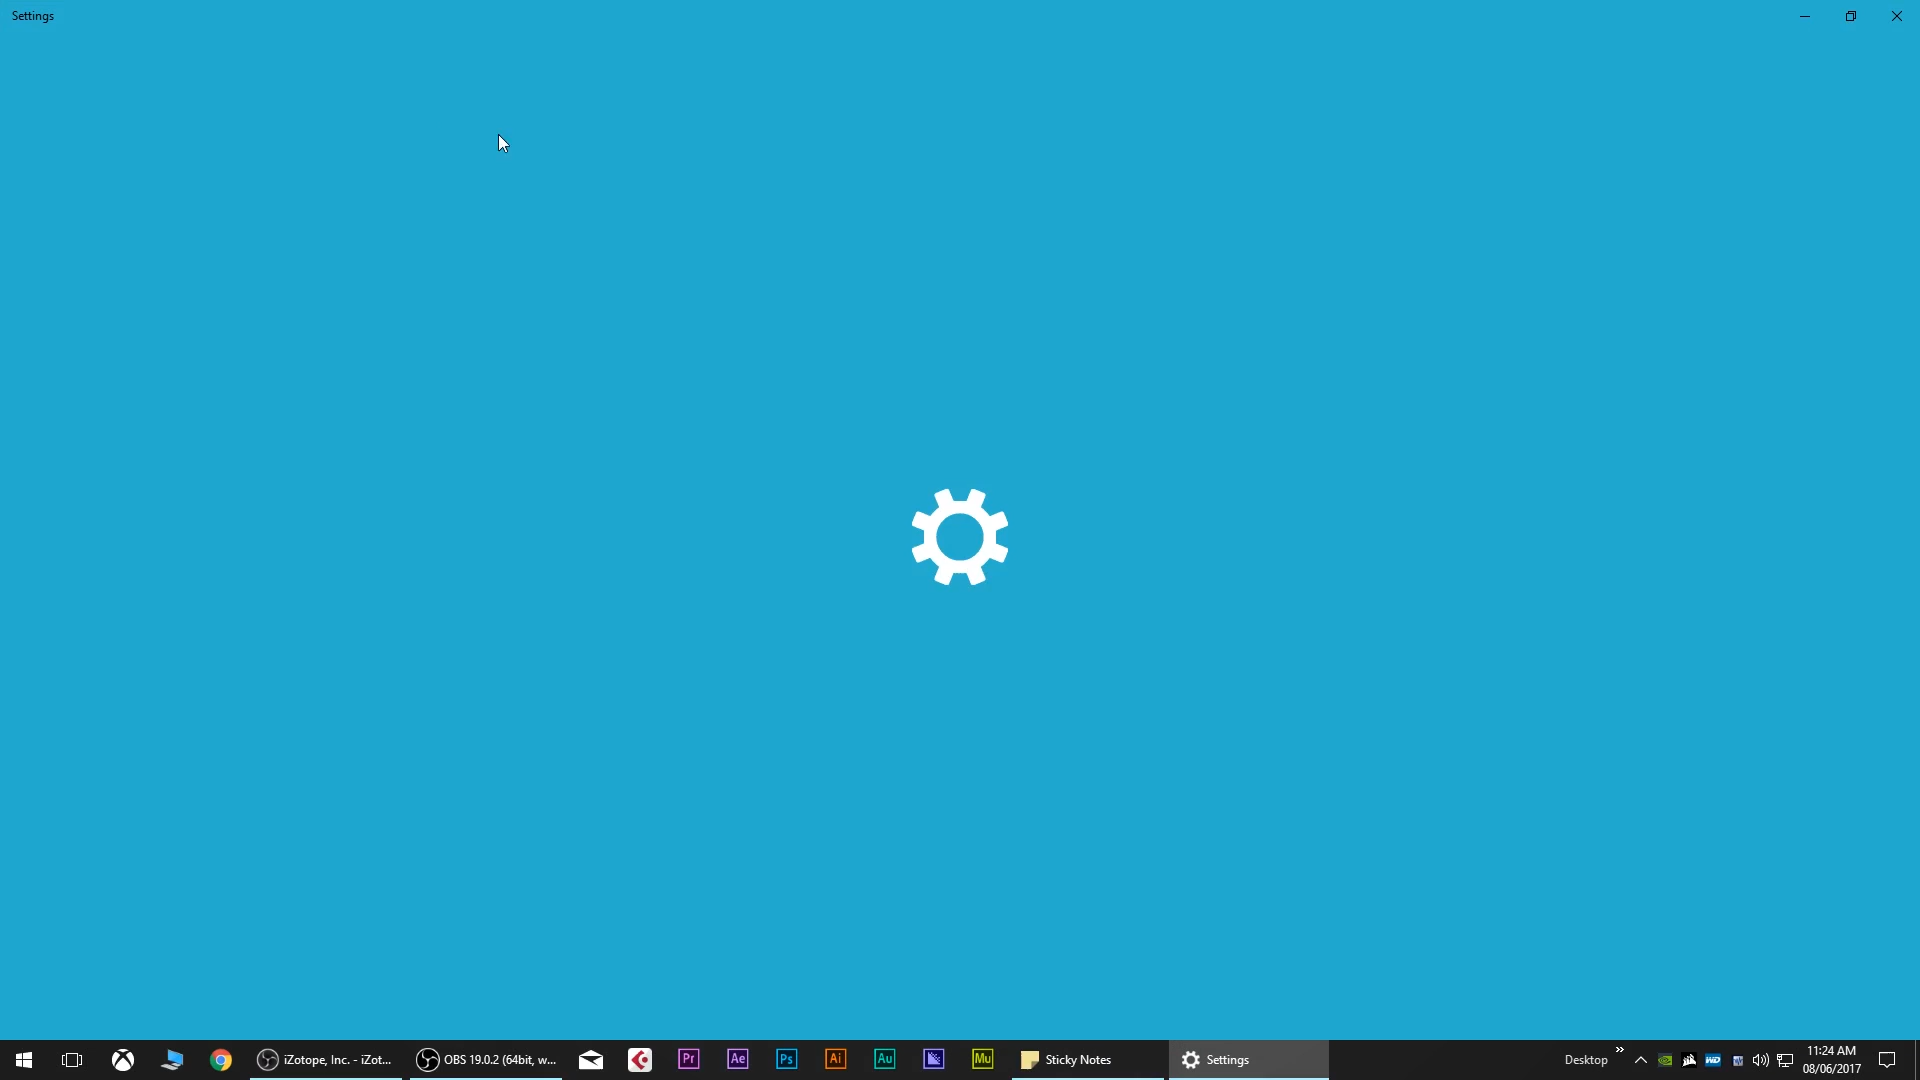 Settings
iZotope, Inc. - iZot...
OBS 19.0.2 (64bit, w...
Pr
Ae
Ps
Ai
Au
Mu
Sticky Notes
Settings
Desktop
WD
11:24 AM
08/06/2017